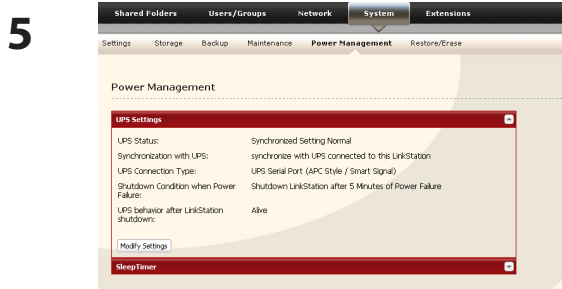 5
Shared Folders Users/Groups Network System Extensions
Settings Storage Backup Maintenance Power Management Restore/Erase
Power Management
UPS Settings
UPS Status: Synchronized Setting Normal
Synchronization with UPS: synchronize with UPS connected to this LinkStation
UPS Connection Type: UPS Serial Port (APC Style / Smart Signal)
Shutdown Condition when Power Shutdown LinkStation after 5 Minutes of Power Failure
Failure:
UPS behavior after LinkStation Alive
shutdown:
Modify Settings
SleepTimer